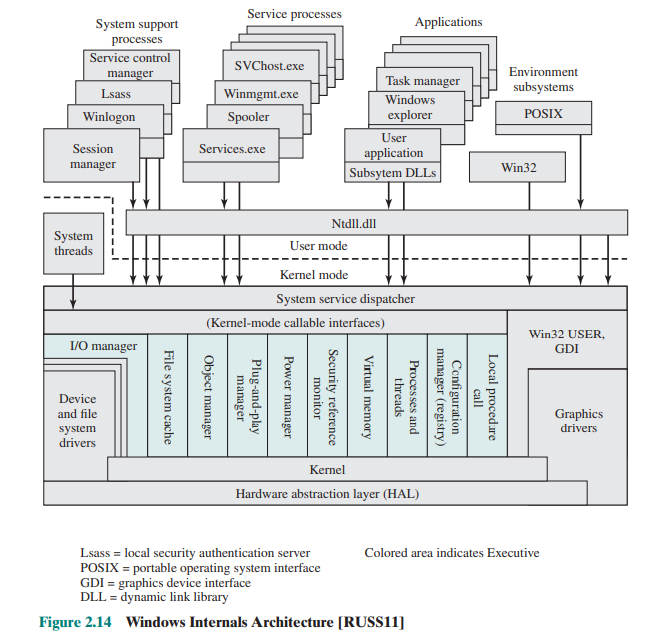 System support
processes
Service processes
Applications
Environment
subsystems
Service control
manager
Lsass
Winlogon
Session
manager
SVChost.exe
Winmgmt.exe
Spooler
Services.exe
Task manager
Windows
explorer
User
application
Subsytem DLLs
POSIX
Win32
System
threads
Ntdll.dll
User mode
Kernel mode
System service dispatcher
(Kernel-mode callable interfaces)
Win32 USER,
GDI
I/O manager
Device
and file
system
drivers
File system cache
Object manager
Plug-and-play
manager
Power manager
Security reference
monitor
Virtual memory
Processes and
threads
Configuration
manager (registry)
Local procedure
call
Graphics
drivers
Kernel
Hardware abstraction layer (HAL)
Lsass = local security authentication server
POSIX = portable operating system interface
GDI = graphics device interface
DLL = dynamic link library
Colored area indicates Executive
Figure 2.14 Windows Internals Architecture [RUSS11]